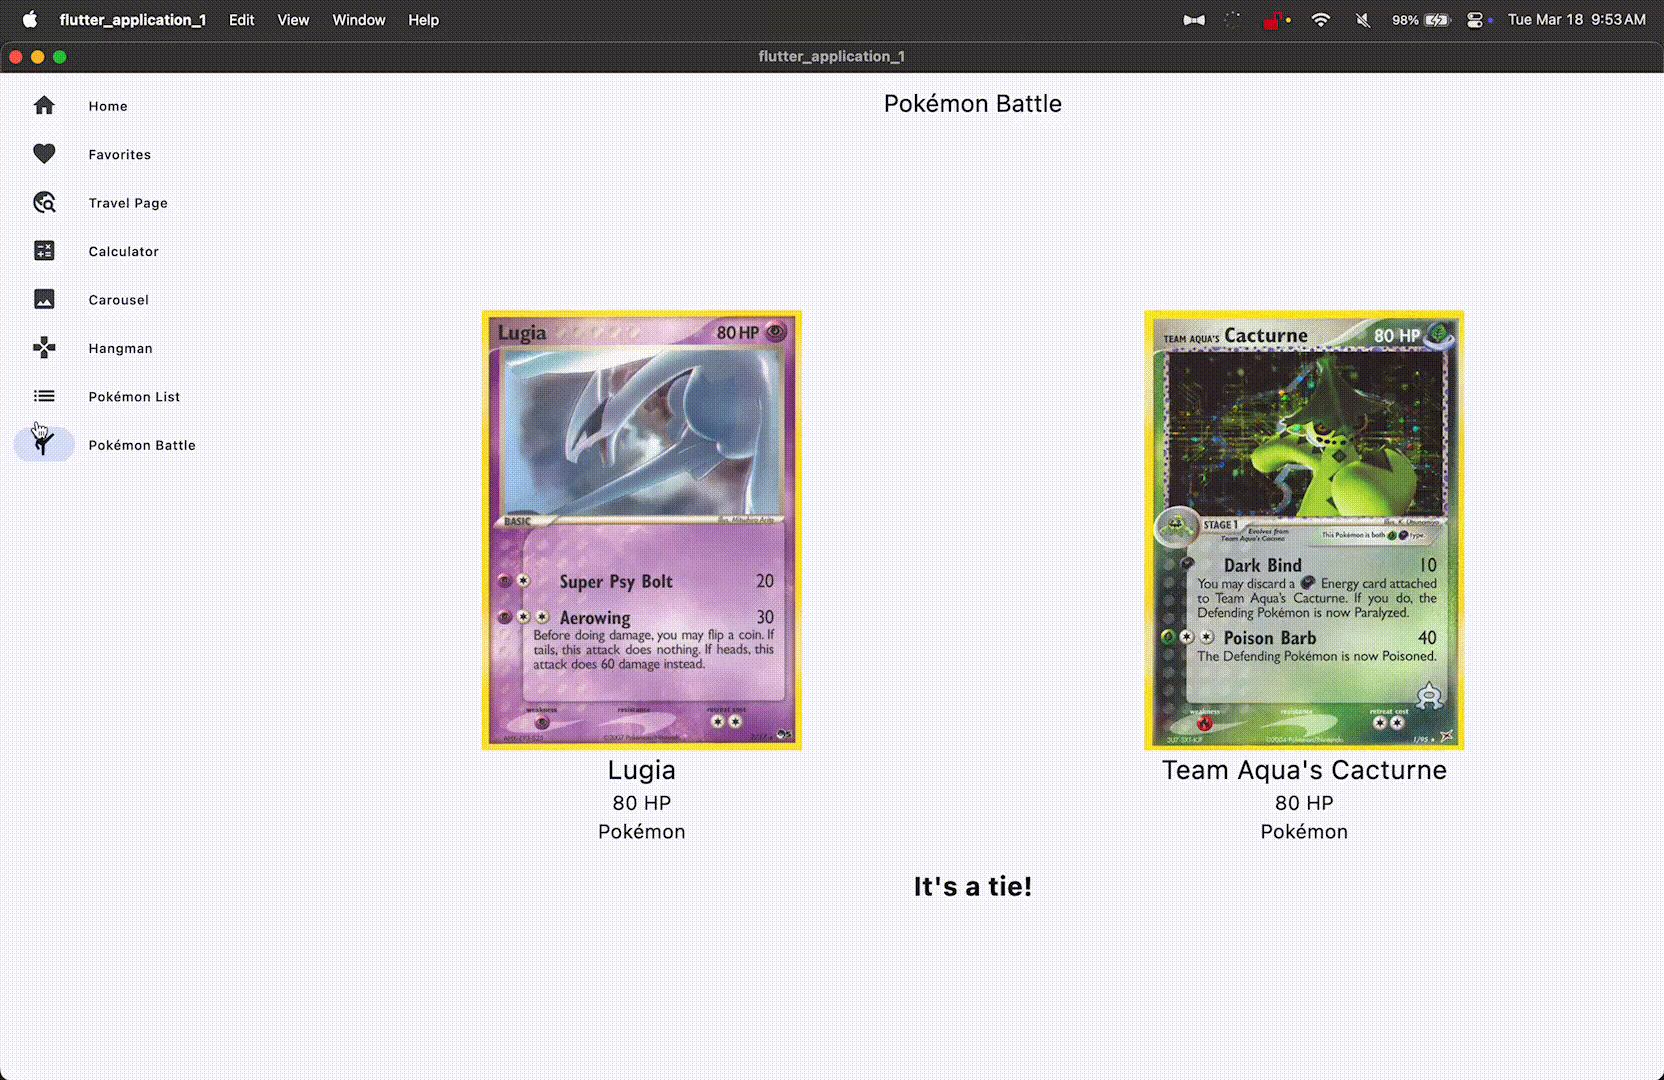 flutter_application_1 Edit View Window Help 98% Tue Mar 18 9:53 AM
flutter_application_1
Home
Favorites
Travel Page
Calculator
Carousel
Hangman
Pokémon List
Pokémon Battle
Pokémon Battle
Lugia 80 HP
BASIC
Super Psy Bolt 20
Aerowing 30
Before doing damage, you may flip a coin. If
tails, this attack does nothing. If heads, this
attack does 60 damage instead.
weakness resistance retreat cost
TEAM AQUA'S Cacturne 80 HP
STAGE 1 Evolves from
Team Aqua's Cacnea
This Pokémon is both type.
Dark Bind 10
You may discard a Energy card attached
to Team Aqua's Cacturne. If you do, the
Defending Pokémon is now Paralyzed.
Poison Barb 40
The Defending Pokémon is now Poisoned.
weakness resistance retreat cost
1/95
Lugia
80 HP
Pokémon
Team Aqua's Cacturne
80 HP
Pokémon
It's a tie!